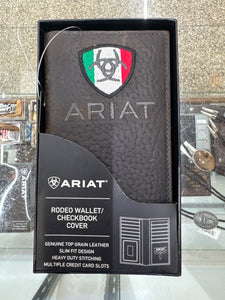 ARIAT
ARIAT
RODEO WALLET/
CHECKBOOK
COVER
GENUINE TOP GRAIN LEATHER
SLIM FIT DESIGN
HEAVY DUTY STITCHING
MULTIPLE CREDIT CARD SLOTS